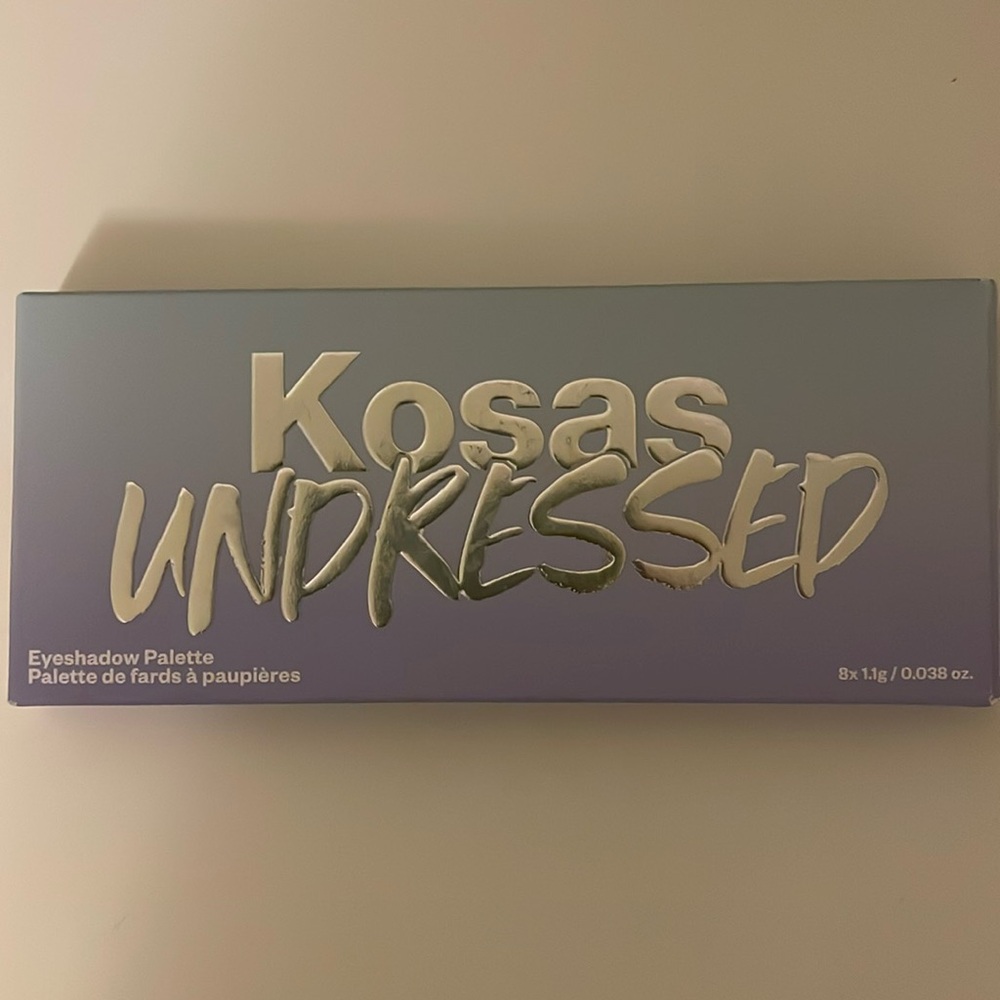 Kosas
UNDRESSED
Eyeshadow Palette
Palette de fards à paupières
8x 1.1g / 0.038 oz.